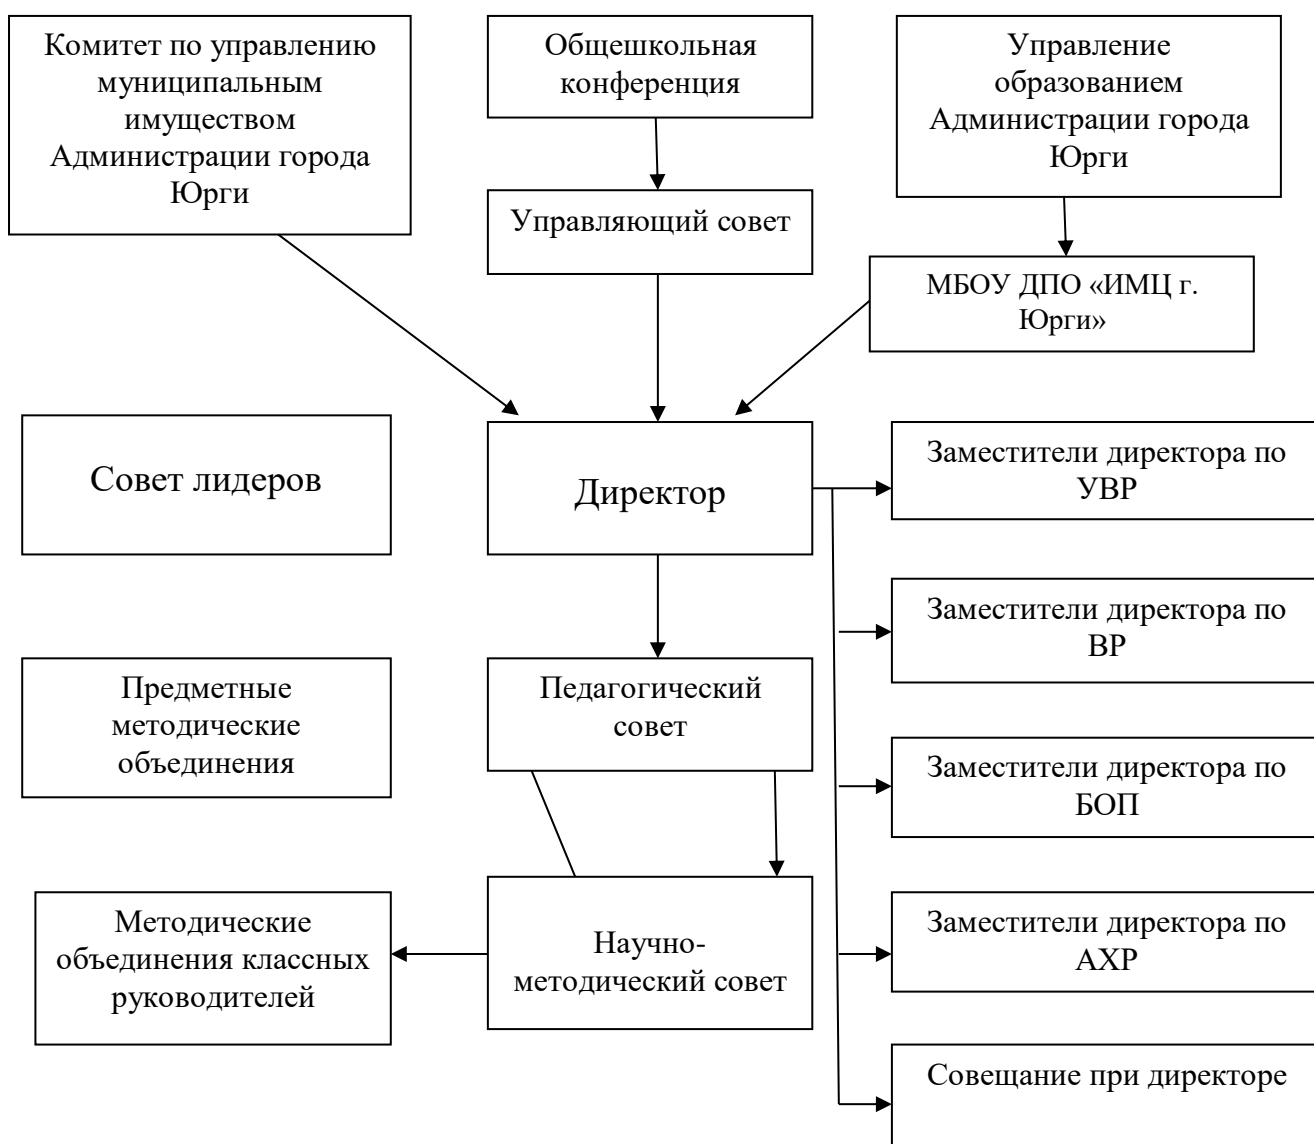 Комитет по управлению
муниципальным
имуществом
Администрации города
Юрги
Общешкольная
конференция
Управление
образованием
Администрации города
Юрги
Управляющий совет
МБОУ ДПО «ИМЦ г.
Юрги»
Совет лидеров
Директор
Заместители директора по
УВР
Заместители директора по
ВР
Предметные
методические
объединения
Педагогический
совет
Заместители директора по
БОП
Методические
объединения классных
руководителей
Научно-
методический совет
Заместители директора по
АХР
Совещание при директоре